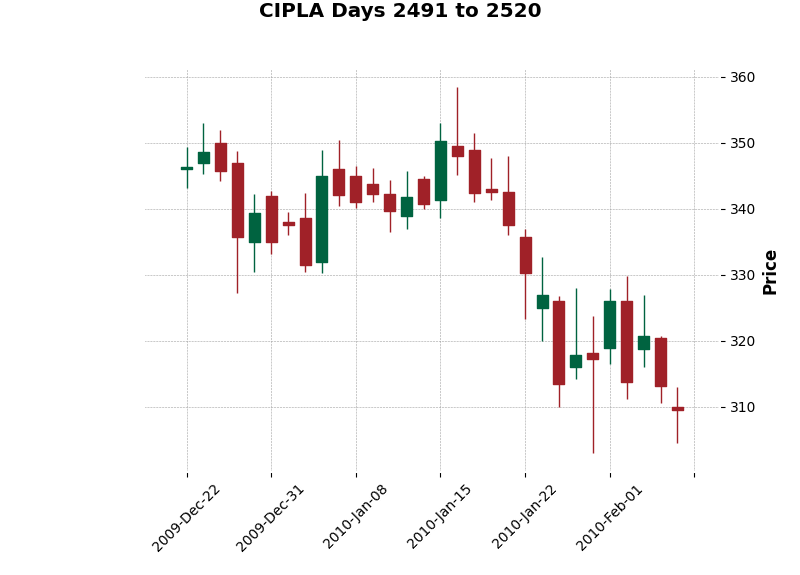 CIPLA Days 2491 to 2520
360
350
340
330
320
310
Price
2009-Dec-22
2009-Dec-31
2010-Jan-08
2010-Jan-15
2010-Jan-22
2010-Feb-01